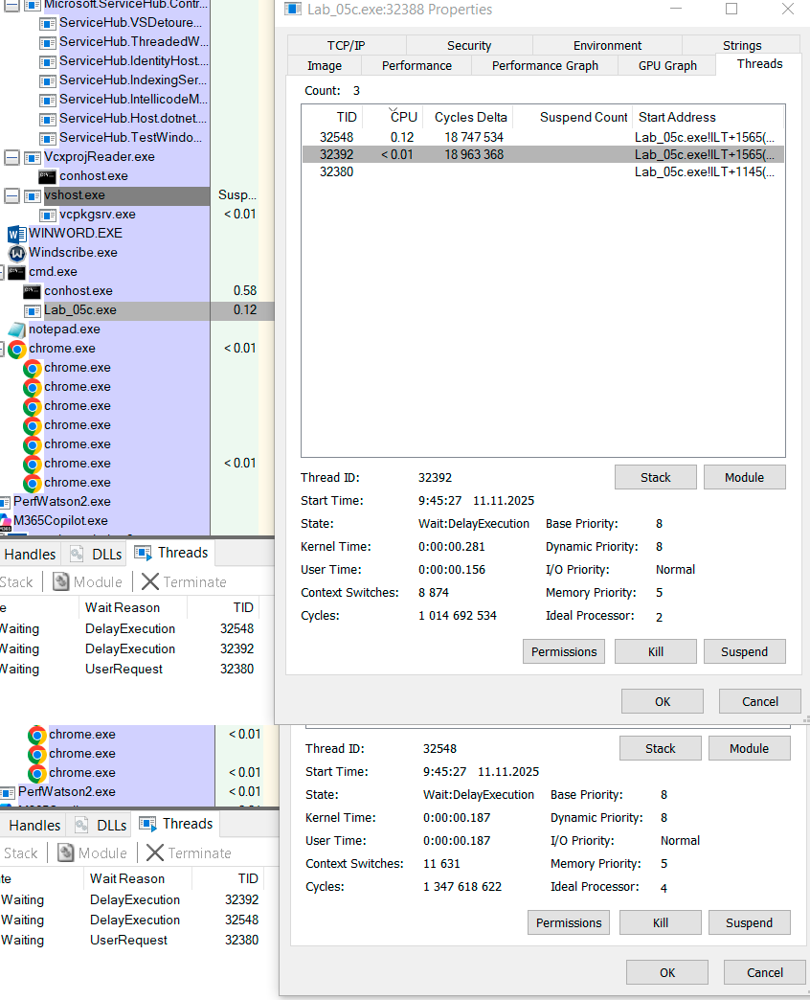 Microsoft.ServiceHub.Contr...
ServiceHub.VSDetoure...
ServiceHub.ThreadedW...
ServiceHub.IdentityHost....
ServiceHub.IndexingSer...
ServiceHub.IntellicodeM...
ServiceHub.Host.dotnet....
ServiceHub.TestWindo...
VcxprojReader.exe
conhost.exe
vshost.exe Susp...
vcpkgsrv.exe < 0.01
WINWORD.EXE
Windscribe.exe
cmd.exe
conhost.exe 0.58
Lab_05c.exe 0.12
notepad.exe
chrome.exe < 0.01
chrome.exe
chrome.exe
chrome.exe
chrome.exe
chrome.exe
chrome.exe < 0.01
chrome.exe
PerfWatson2.exe
M365Copilot.exe
Handles DLLs Threads
Stack Module Terminate
e Wait Reason TID
Waiting DelayExecution 32548
Waiting DelayExecution 32392
Waiting UserRequest 32380
Lab_05c.exe:32388 Properties
TCP/IP Security Environment Strings
Image Performance Performance Graph GPU Graph Threads
Count: 3
TID CPU Cycles Delta Suspend Count Start Address
32548 0.12 18 747 534 Lab_05c.exe!ILT+1565(...
32392 < 0.01 18 963 368 Lab_05c.exe!ILT+1565(...
32380 Lab_05c.exe!ILT+1145(...
Thread ID: 32392 Stack Module
Start Time: 9:45:27 11.11.2025
State: Wait:DelayExecution Base Priority: 8
Kernel Time: 0:00:00.281 Dynamic Priority: 8
User Time: 0:00:00.156 I/O Priority: Normal
Context Switches: 8 874 Memory Priority: 5
Cycles: 1 014 692 534 Ideal Processor: 2
Permissions Kill Suspend
OK Cancel
chrome.exe < 0.01
chrome.exe
chrome.exe < 0.01
PerfWatson2.exe < 0.01
Handles DLLs Threads
Stack Module Terminate
te Wait Reason TID
Waiting DelayExecution 32392
Waiting DelayExecution 32548
Waiting UserRequest 32380
Thread ID: 32548 Stack Module
Start Time: 9:45:27 11.11.2025
State: Wait:DelayExecution Base Priority: 8
Kernel Time: 0:00:00.187 Dynamic Priority: 8
User Time: 0:00:00.187 I/O Priority: Normal
Context Switches: 11 631 Memory Priority: 5
Cycles: 1 347 618 622 Ideal Processor: 4
Permissions Kill Suspend
OK Cancel